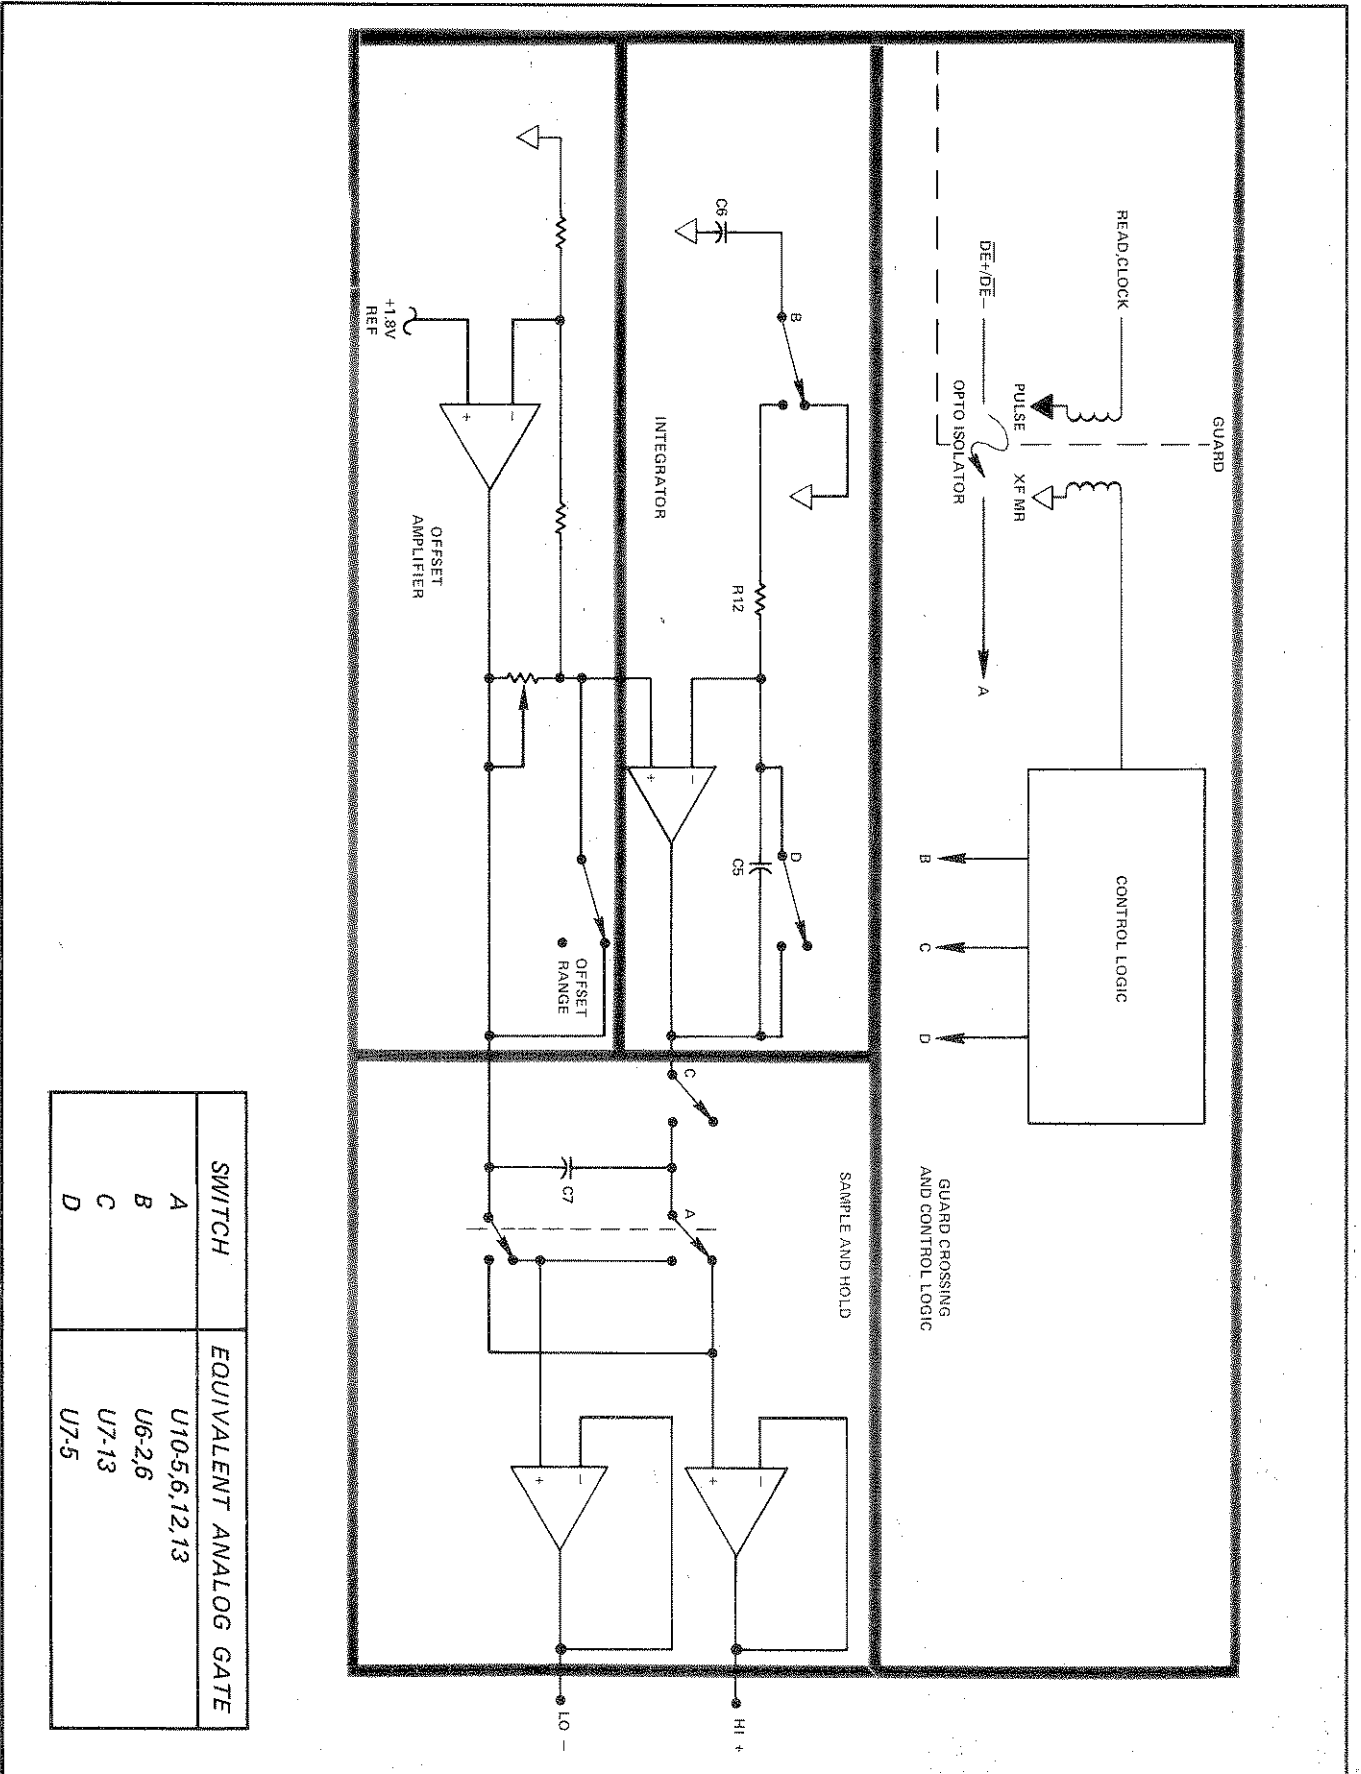 READ,CLOCK
GUARD
PULSE
XFMR
DE+/DE-
OPTO ISOLATOR
A
CONTROL LOGIC
B
C
D
GUARD CROSSING
AND CONTROL LOGIC
C6
B
INTEGRATOR
R12
-
+
D
C5
SAMPLE AND HOLD
C
A
C7
-
+
HI +
-
+
LO -
+1.8V
REF
-
+
OFFSET
AMPLIFIER
OFFSET
RANGE
SWITCH EQUIVALENT ANALOG GATE
A U10-5,6,12,13
B U6-2,6
C U7-13
D U7-5